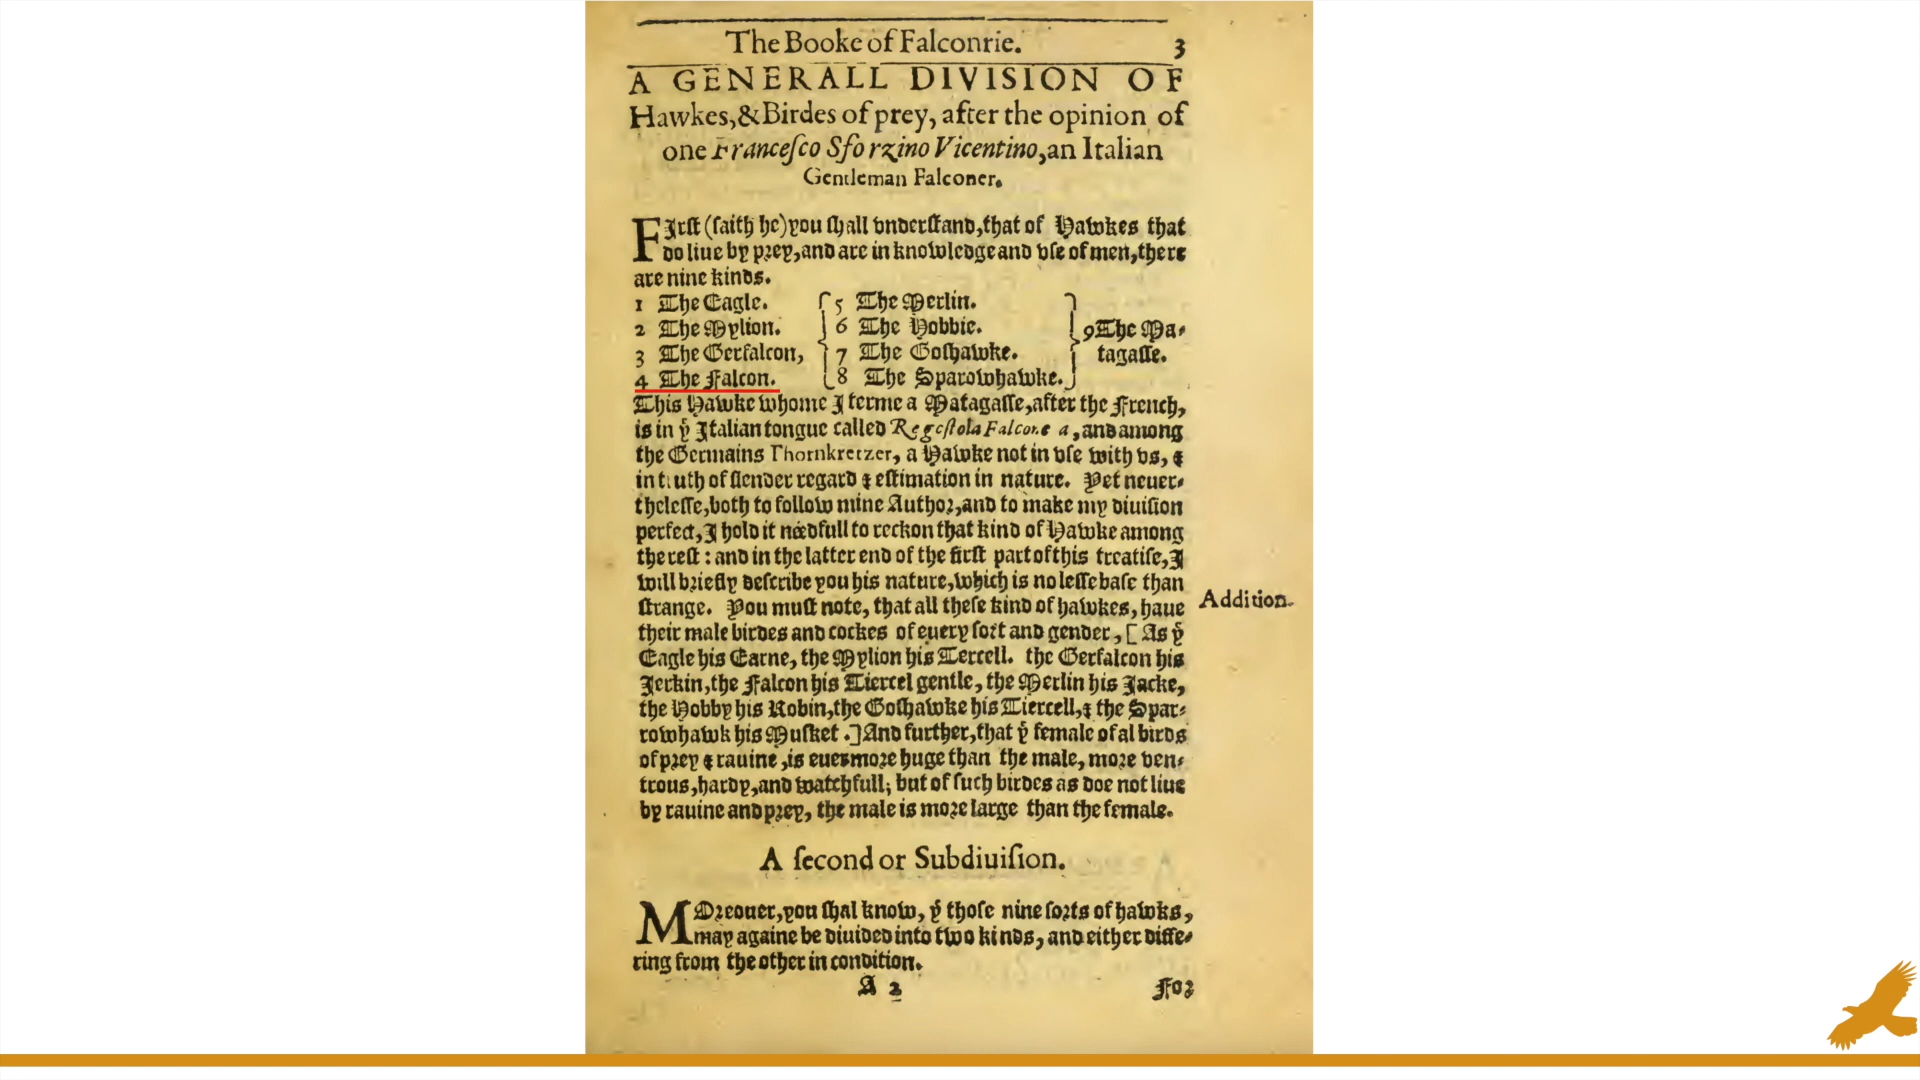 The Booke of Falconrie. 3
A GENERALL DIVISION OF
Hawkes,&Birdes of prey, after the opinion of
one Francesco Sforzino Vicentino,an Italian
Gentleman Falconer.
FIrst (saith he)you shall vnderstand,that of Hawkes that
do liue by prey,and are in knowledge and vse of men,there
are nine kinds.
1 The Eagle. 5 The Merlin.
2 The Mylion. 6 The Hobbie. 9 The Ma-
3 The Gerfalcon, 7 The Goshawke. tagasse.
4 The Falcon. 8 The Sparowhawke.
This Hawke whome I terme a Matagasse,after the French,
is in ẙ Italian tongue called Regestola Falcone a,and among
the Germains Thornkretzer, a Hawke not in vse with vs, &
in truth of slender regard & estimation in nature. Yet neuer-
thelesse,both to follow mine Author,and to make my diuision
perfect,I hold it needfull to reckon that kind of Hawke among
the rest : and in the latter end of the first part of this treatise,I
will briefly describe you his nature,which is no lesse base than
strange. You must note, that all these kind of hawkes, haue Addition.
their male birdes and cockes of euery sort and gender, [ As ẙ
Eagle his Earne, the Mylion his Tercell. the Gerfalcon his
Jerkin,the Falcon his Tiercel gentle, the Merlin his Jacke,
the Hobby his Robin,the Goshawke his Tiercell,& the Spar-
rowhawk his Musket .]And further,that ẙ female of al birds
of prey & rauine ,is euermore huge than the male, more ven-
trous,hardy,and watchfull; but of such birdes as doe not liue
by rauine and prey, the male is more large than the female.
A second or Subdiuision.
MOreouer,you shal know, ẙ those nine sorts of hawks,
may againe be diuided into two kinds, and either diffe-
ring from the other in condition.
A 2 For